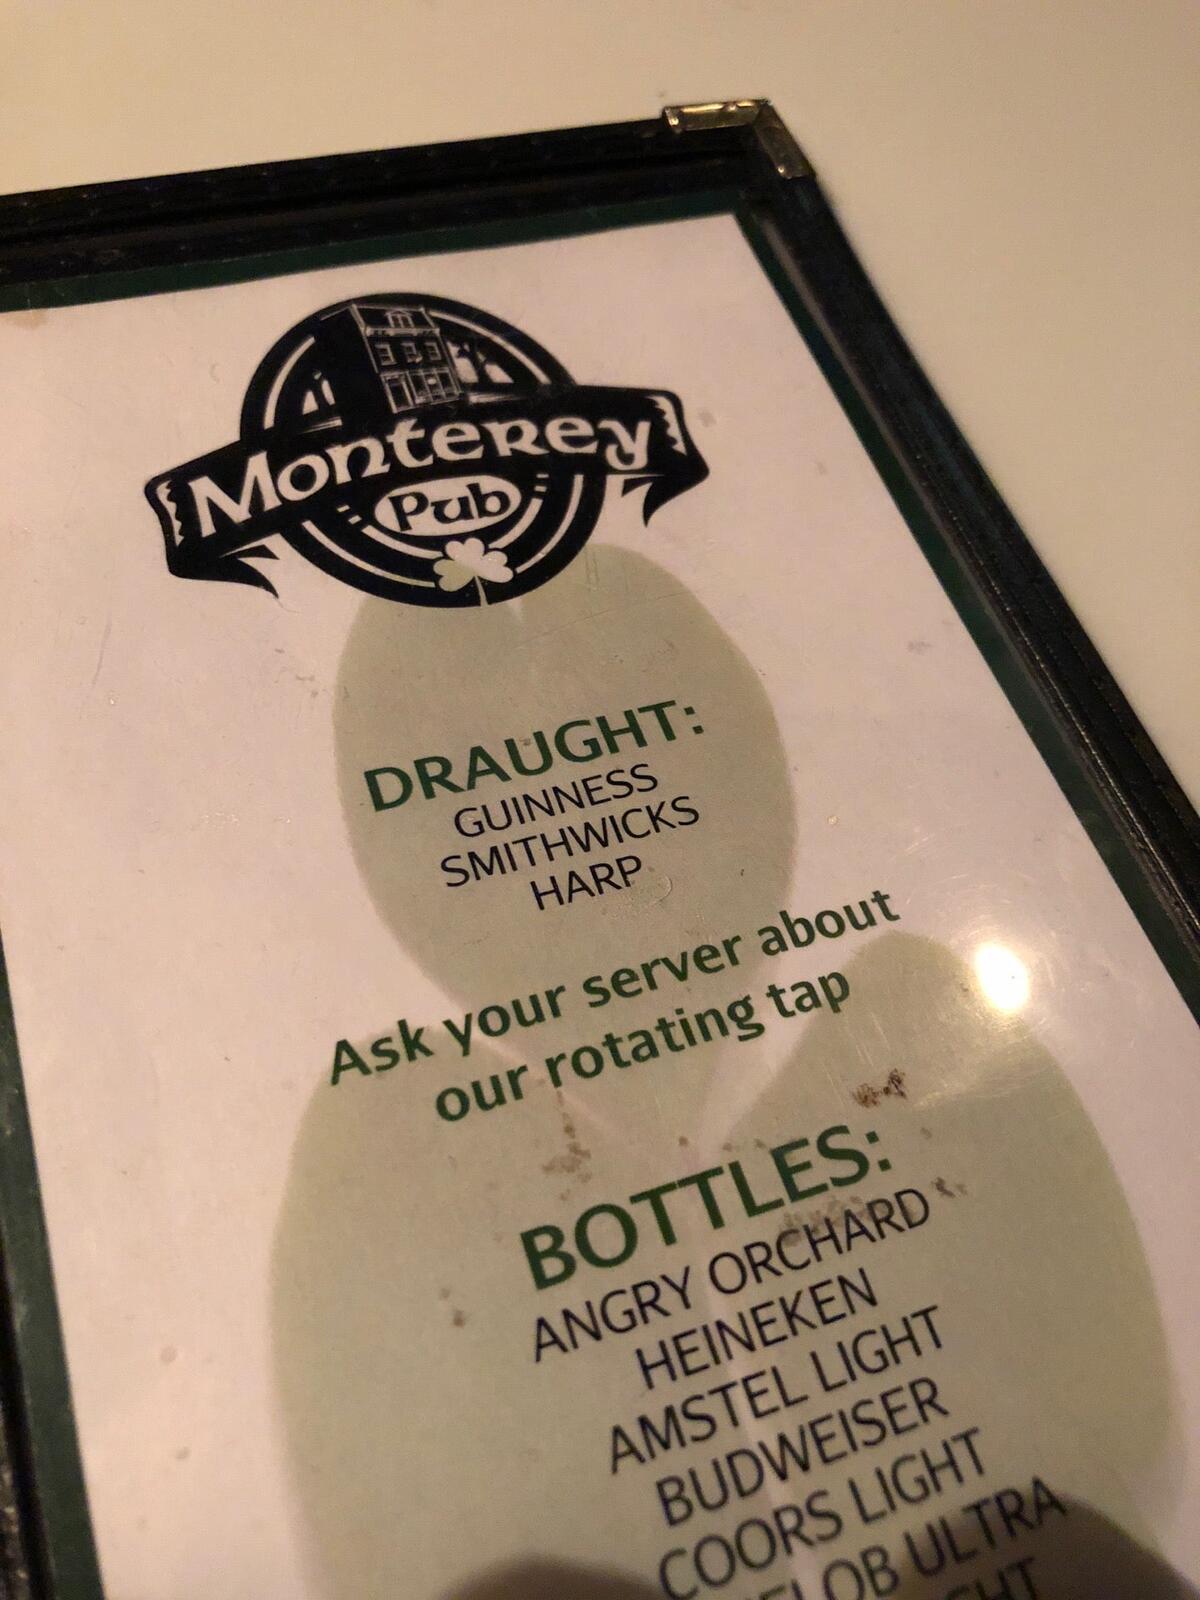 Monterey
Pub
DRAUGHT:
GUINNESS
SMITHWICKS
HARP
Ask your server about
our rotating tap
BOTTLES:
ANGRY ORCHARD
HEINEKEN
AMSTEL LIGHT
BUDWEISER
COORS LIGHT
ULTRA